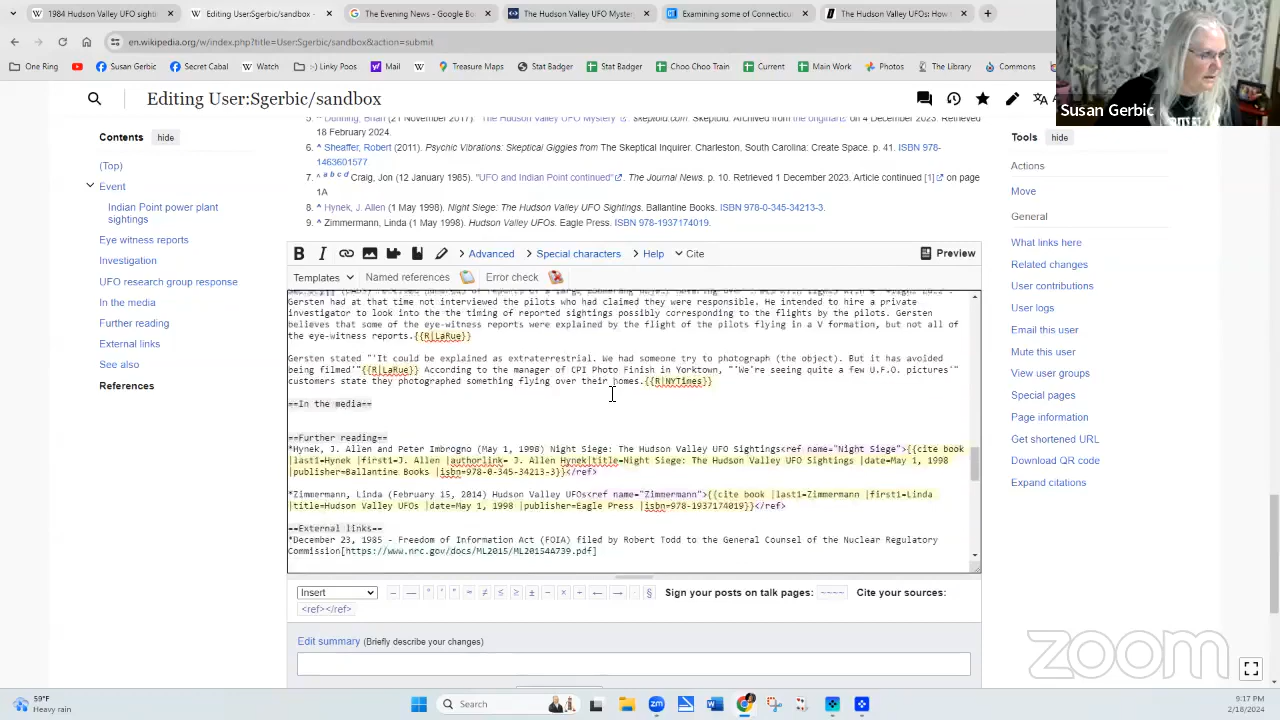 1984 Hudson Valley UFO sighting
Editing User:Sgerbic/sandbox -
The Evening News - Google Bo
The Hudson Valley UFO Myster
Examining some of Connecticut
The Hudson Valley UFOs: How
en.wikipedia.org/w/index.php?title=User:Sgerbic/sandbox&action=submit
One Ring
Susan Gerbic
Secret Cabal
Watch
:-) Linky Poo
Mail
Treasure Maps
Stat Badger
Stat Badger
Choo Choo Train
Current
Main Work
Photos
The Library
Commons
Susan Gerbic
Editing User:Sgerbic/sandbox
Contents hide
(Top)
Event
Indian Point power plant
sightings
Eye witness reports
Investigation
UFO research group response
In the media
Further reading
External links
See also
References
5. ^ Dunning, Brian (21 November 2017). "The Hudson Valley UFO Mystery". skeptoid.com. Skeptoid. Archived from the original on 4 December 2023. Retrieved
18 February 2024.
6. ^ Sheaffer, Robert (2011). Psychic Vibrations: Skeptical Giggies from The Skeptical Inquirer. Charleston, South Carolina: Create Space. p. 41. ISBN 978-
1463601577
7. ^ a b c d Craig, Jon (12 January 1985). "UFO and Indian Point continued". The Journal News. p. 10. Retrieved 1 December 2023. Article continued [1] on page
1A
8. ^ Hynek, J. Allen (1 May 1998). Night Siege: The Hudson Valley UFO Sightings. Ballantine Books. ISBN 978-0-345-34213-3.
9. ^ Zimmermann, Linda (1 May 1998). Hudson Valley UFOs. Eagle Press. ISBN 978-1937174019.
B I Advanced Special characters Help Cite Preview
Templates Named references Error check
Gersten had at that time not interviewed the pilots who had claimed they were responsible. He intended to hire a private
investigator to look into the the timing of reported sightings possibly corresponding to the flights by the pilots. Gersten
believes that some of the eye-witness reports were explained by the flight of the pilots flying in a V formation, but not all of
the eye-witness reports.{{R|LaRue}}
Gersten stated "'It could be explained as extraterrestrial. We had someone try to photograph (the object). But it has avoided
being filmed'"{{R|LaRue}} According to the manager of CPI Photo Finish in Yorktown, "'We're seeing quite a few U.F.O. pictures'"
customers state they photographed something flying over their homes.{{R|NYTimes}}
==In the media==
==Further reading==
*Hynek, J. Allen and Peter Imbnogno (May 1, 1998) Night Siege: The Hudson Valley UFO Sightings<ref name="Night Siege">{{cite book
|last1=Hynek |first1=J. Allen |authorlink= J. Allen Hynek|title=Night Siege: The Hudson Valley UFO Sightings |date=May 1, 1998
|publisher=Ballantine Books |isbn=978-0-345-34213-3}}</ref>
*Zimmermann, Linda (February 15, 2014) Hudson Valley UFOs<ref name="Zimmermann">{{cite book |last1=Zimmermann |first1=Linda
|title=Hudson Valley UFOs |date=May 1, 1998 |publisher=Eagle Press |isbn=978-1937174019}}</ref>
==External links==
*December 23, 1985 - Freedom of Information Act (FOIA) filed by Robert Todd to the General Counsel of the Nuclear Regulatory
Commission[https://www.nrc.gov/docs/ML2015/ML20154A739.pdf]
Insert – — ° ′ ″ ≈ ≠ ≤ ≥ ± − × ÷ ← → · § Sign your posts on talk pages: ~~~~ Cite your sources:
<ref></ref>
Edit summary (Briefly describe your changes)
Tools hide
Actions
Move
General
What links here
Related changes
User contributions
User logs
Email this user
Mute this user
View user groups
Special pages
Page information
Get shortened URL
Download QR code
Expand citations
zoom
59°F
Heavy rain
Search
9:17 PM
2/18/2024